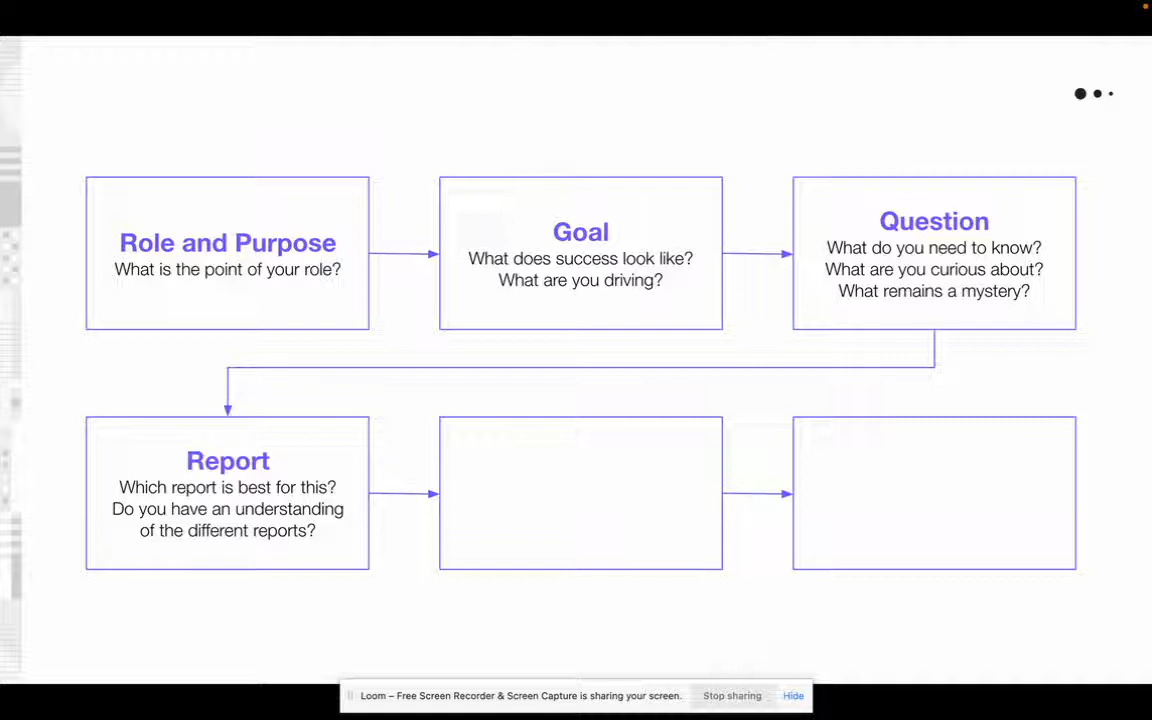 Role and Purpose
What is the point of your role?
Goal
What does success look like?
What are you driving?
Question
What do you need to know?
What are you curious about?
What remains a mystery?
Report
Which report is best for this?
Do you have an understanding
of the different reports?
Loom – Free Screen Recorder & Screen Capture is sharing your screen.
Stop sharing
Hide